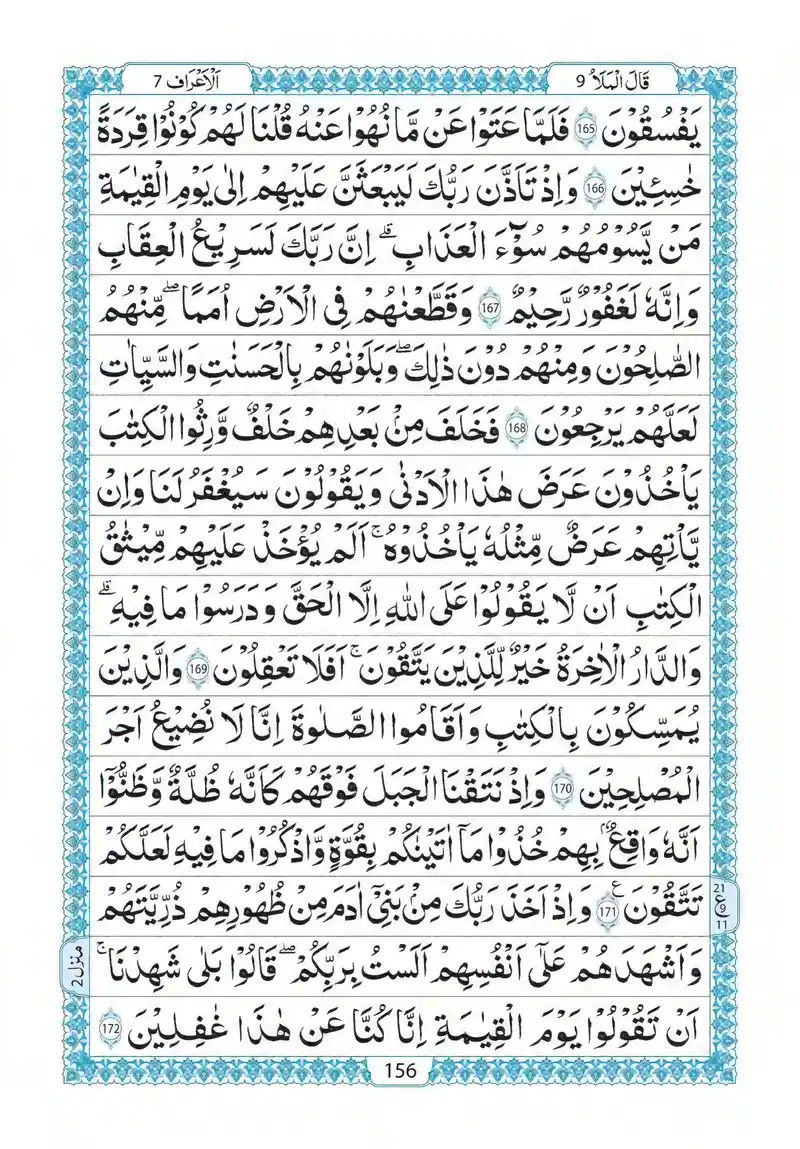 قَالَ الْمَلَاُ 9
اَلْاَعْرَاف 7
يَفْسُقُوْنَ 165 فَلَمَّا عَتَوْا عَنْ مَّا نُهُوْا عَنْهُ قُلْنَا لَهُمْ كُوْنُوْا قِرَدَةً
خٰسِـِٕيْنَ 166 وَاِذْ تَاَذَّنَ رَبُّكَ لَيَبْعَثَنَّ عَلَيْهِمْ اِلٰى يَوْمِ الْقِيٰمَةِ
مَنْ يَّسُوْمُهُمْ سُوْٓءَ الْعَذَابِ ؕ اِنَّ رَبَّكَ لَسَرِيْعُ الْعِقَابِ
وَاِنَّهٗ لَغَفُوْرٌ رَّحِيْمٌ 167 وَقَطَّعْنٰهُمْ فِى الْاَرْضِ اُمَمًا ۖ مِّنْهُمُ
الصّٰلِحُوْنَ وَمِنْهُمْ دُوْنَ ذٰلِكَ ۖ وَبَلَوْنٰهُمْ بِالْحَسَنٰتِ وَالسَّيِّاٰتِ
لَعَلَّهُمْ يَرْجِعُوْنَ 168 فَخَلَفَ مِنْۢ بَعْدِهِمْ خَلْفٌ وَّرِثُوا الْكِتٰبَ
يَاْخُذُوْنَ عَرَضَ هٰذَا الْاَدْنٰى وَيَقُوْلُوْنَ سَيُغْفَرُ لَنَا وَاِنْ
يَّاْتِهِمْ عَرَضٌ مِّثْلُهٗ يَاْخُذُوْهُ ۚ اَلَمْ يُؤْخَذْ عَلَيْهِمْ مِّيْثٰقُ
الْكِتٰبِ اَنْ لَّا يَقُوْلُوْا عَلَى اللّٰهِ اِلَّا الْحَقَّ وَدَرَسُوْا مَا فِيْهِ ۗ
وَالدَّارُ الْاٰخِرَةُ خَيْرٌ لِّلَّذِيْنَ يَتَّقُوْنَ ۚ اَفَلَا تَعْقِلُوْنَ 169 وَالَّذِيْنَ
يُمَسِّكُوْنَ بِالْكِتٰبِ وَاَقَامُوا الصَّلٰوةَ اِنَّا لَا نُضِيْعُ اَجْرَ
الْمُصْلِحِيْنَ 170 وَاِذْ نَتَقْنَا الْجَبَلَ فَوْقَهُمْ كَاَنَّهٗ ظُلَّةٌ وَّظَنُّوْٓا
اَنَّهٗ وَاقِعٌۢ بِهِمْ خُذُوْا مَآ اٰتَيْنٰكُمْ بِقُوَّةٍ وَّاذْكُرُوْا مَا فِيْهِ لَعَلَّكُمْ
تَتَّقُوْنَ 171 ع وَاِذْ اَخَذَ رَبُّكَ مِنْۢ بَنِىْٓ اٰدَمَ مِنْ ظُهُوْرِهِمْ ذُرِّيَّتَهُمْ
21
ع 9
11
وَاَشْهَدَهُمْ عَلٰٓى اَنْفُسِهِمْ اَلَسْتُ بِرَبِّكُمْ ۖ قَالُوْا بَلٰى شَهِدْنَا ۚ
منزل 2
اَنْ تَقُوْلُوْا يَوْمَ الْقِيٰمَةِ اِنَّا كُنَّا عَنْ هٰذَا غٰفِلِيْنَ 172
156